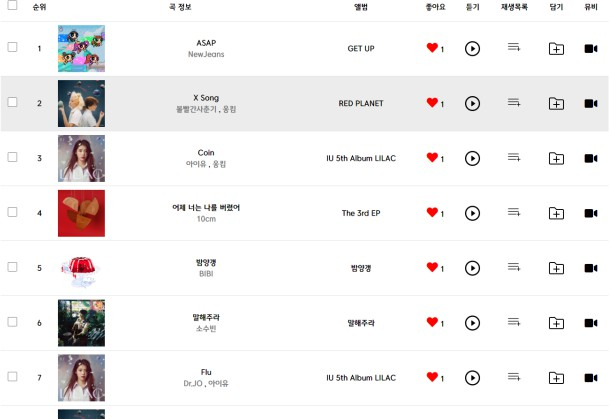 순위 곡 정보 앨범 좋아요 듣기 재생목록 담기 뮤비
1 ASAP GET UP 1
NewJeans
2 X Song RED PLANET 1
볼빨간사춘기 , 웅킴
3 Coin IU 5th Album LILAC 1
아이유 , 웅킴
4 어제 너는 나를 버렸어 The 3rd EP 1
10cm
5 밤양갱 밤양갱 1
BIBI
6 말해주라 말해주라 1
소수빈
7 Flu IU 5th Album LILAC 1
Dr.JO , 아이유